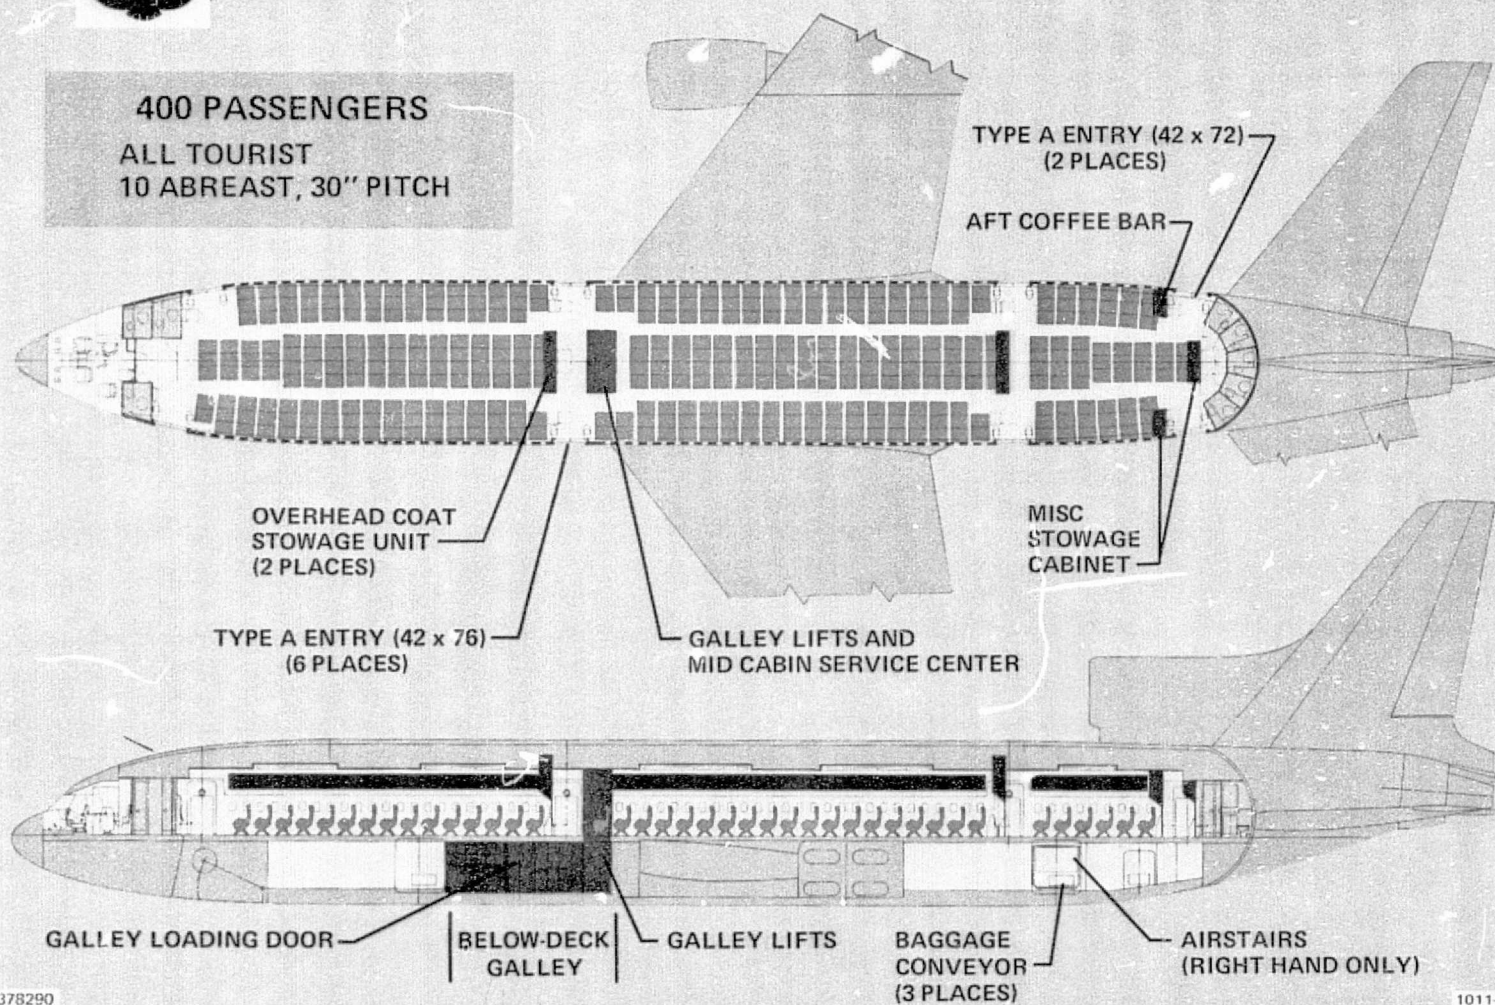 400 PASSENGERS
ALL TOURIST
10 ABREAST, 30" PITCH
TYPE A ENTRY (42 x 72)
(2 PLACES)
AFT COFFEE BAR
OVERHEAD COAT
STOWAGE UNIT
(2 PLACES)
MISC
STOWAGE
CABINET
TYPE A ENTRY (42 x 76)
(6 PLACES)
GALLEY LIFTS AND
MID CABIN SERVICE CENTER
GALLEY LOADING DOOR
BELOW-DECK
GALLEY
GALLEY LIFTS
BAGGAGE
CONVEYOR
(3 PLACES)
AIRSTAIRS
(RIGHT HAND ONLY)
378290
1011